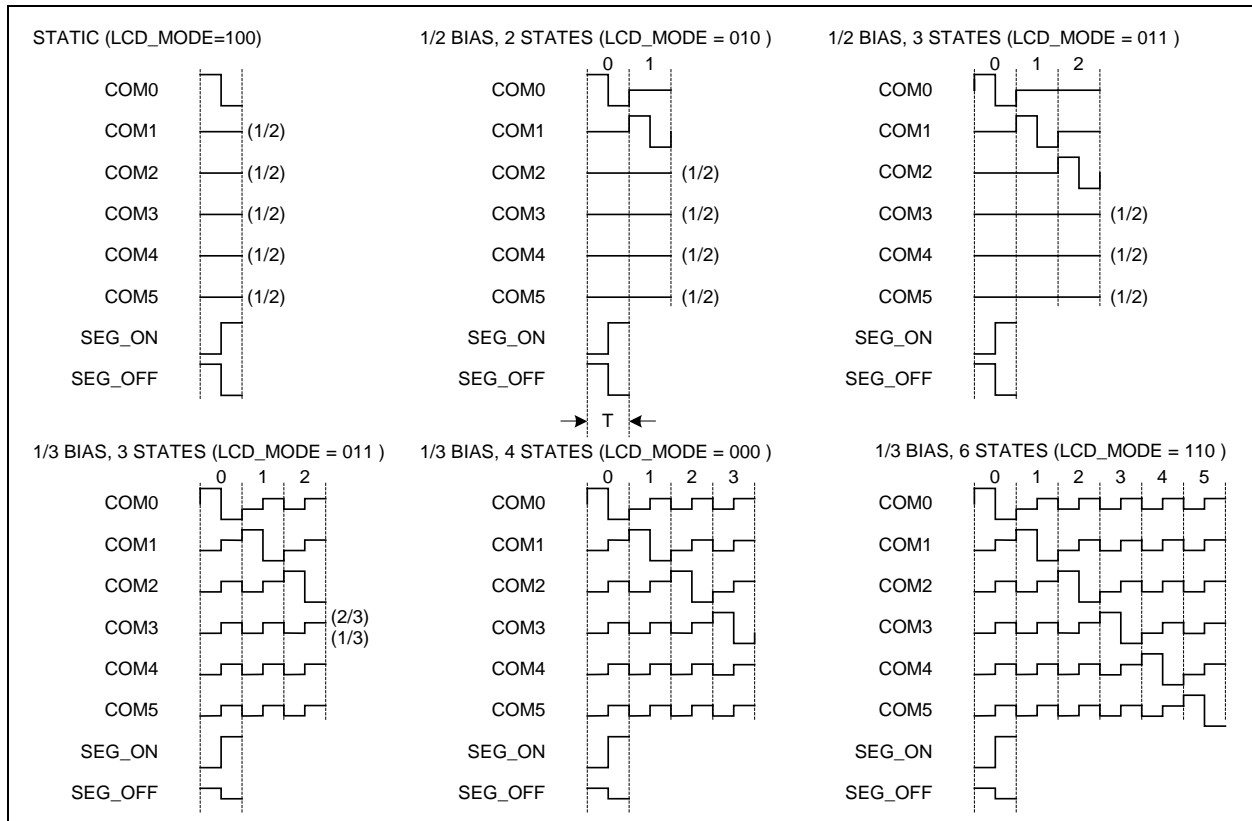 STATIC (LCD_MODE=100)
COM0
COM1 (1/2)
COM2 (1/2)
COM3 (1/2)
COM4 (1/2)
COM5 (1/2)
SEG_ON
SEG_OFF
1/2 BIAS, 2 STATES (LCD_MODE = 010 )
0 1
COM0
COM1
COM2 (1/2)
COM3 (1/2)
COM4 (1/2)
COM5 (1/2)
SEG_ON
SEG_OFF
T
1/2 BIAS, 3 STATES (LCD_MODE = 011 )
0 1 2
COM0
COM1
COM2
COM3 (1/2)
COM4 (1/2)
COM5 (1/2)
SEG_ON
SEG_OFF
1/3 BIAS, 3 STATES (LCD_MODE = 011 )
0 1 2
COM0
COM1
COM2
COM3 (2/3)
(1/3)
COM4
COM5
SEG_ON
SEG_OFF
1/3 BIAS, 4 STATES (LCD_MODE = 000 )
0 1 2 3
COM0
COM1
COM2
COM3
COM4
COM5
SEG_ON
SEG_OFF
1/3 BIAS, 6 STATES (LCD_MODE = 110 )
0 1 2 3 4 5
COM0
COM1
COM2
COM3
COM4
COM5
SEG_ON
SEG_OFF